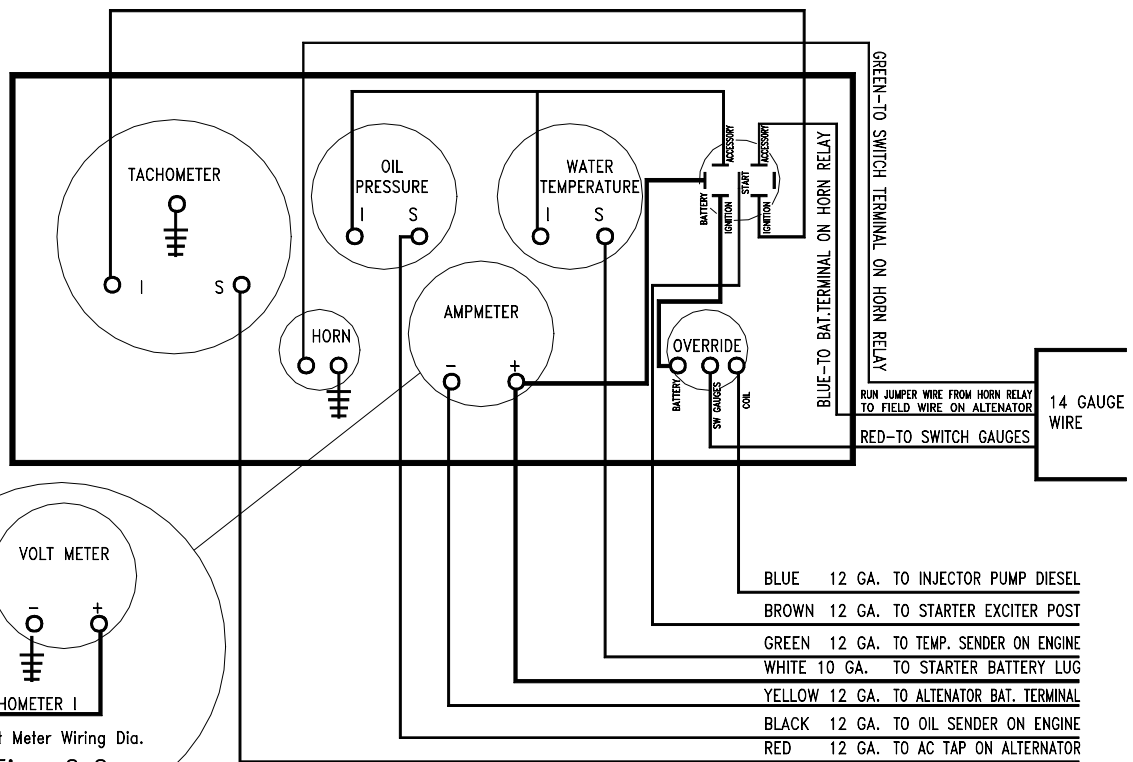 TACHOMETER
I
S
OIL
PRESSURE
I
S
WATER
TEMPERATURE
I
S
ACCESSORY
ACCESSORY
START
BATTERY
IGNITION
IGNITION
HORN
AMPMETER
-
+
OVERRIDE
BATTERY
SW GAUGES
COIL
BLUE-TO BAT.TERMINAL ON HORN RELAY
GREEN-TO SWITCH TERMINAL ON HORN RELAY
RUN JUMPER WIRE FROM HORN RELAY
TO FIELD WIRE ON ALTENATOR
RED-TO SWITCH GAUGES
14 GAUGE
WIRE
VOLT METER
-
+
HOMETER I
t Meter Wiring Dia.
BLUE 12 GA. TO INJECTOR PUMP DIESEL
BROWN 12 GA. TO STARTER EXCITER POST
GREEN 12 GA. TO TEMP. SENDER ON ENGINE
WHITE 10 GA. TO STARTER BATTERY LUG
YELLOW 12 GA. TO ALTENATOR BAT. TERMINAL
BLACK 12 GA. TO OIL SENDER ON ENGINE
RED 12 GA. TO AC TAP ON ALTERNATOR